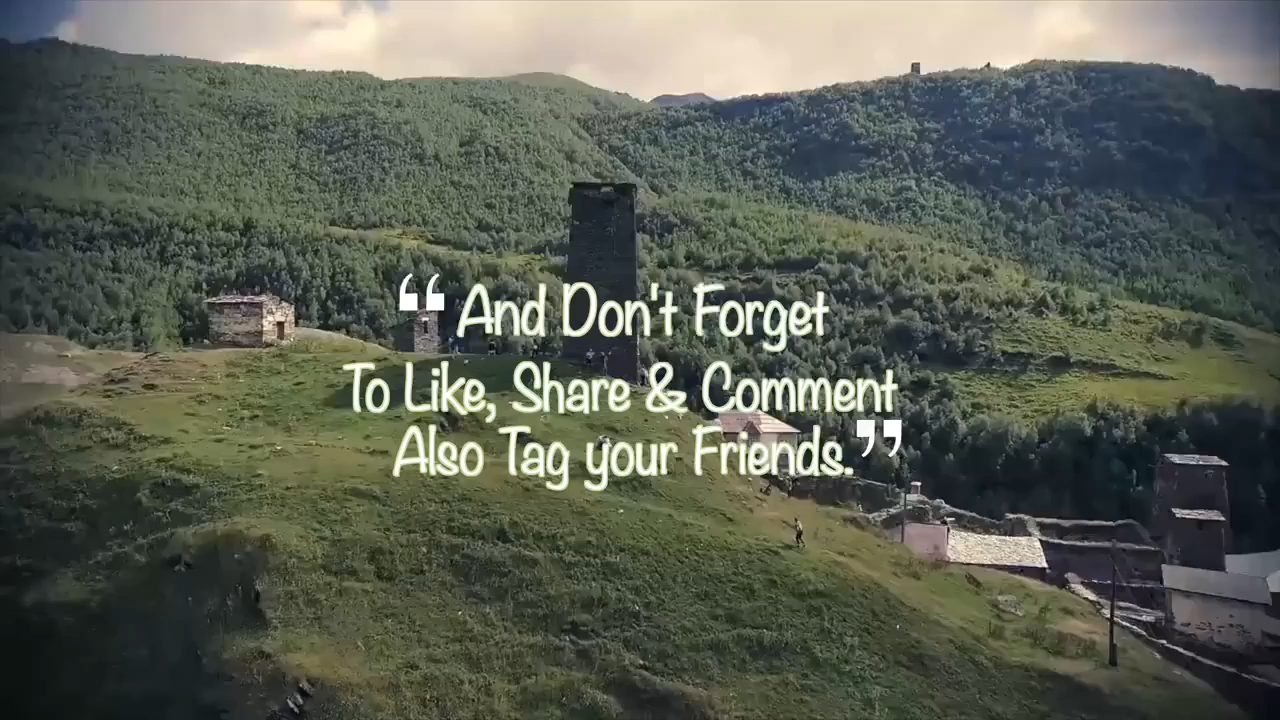 “And Don't Forget
To Like, Share & Comment
Also Tag your Friends.”